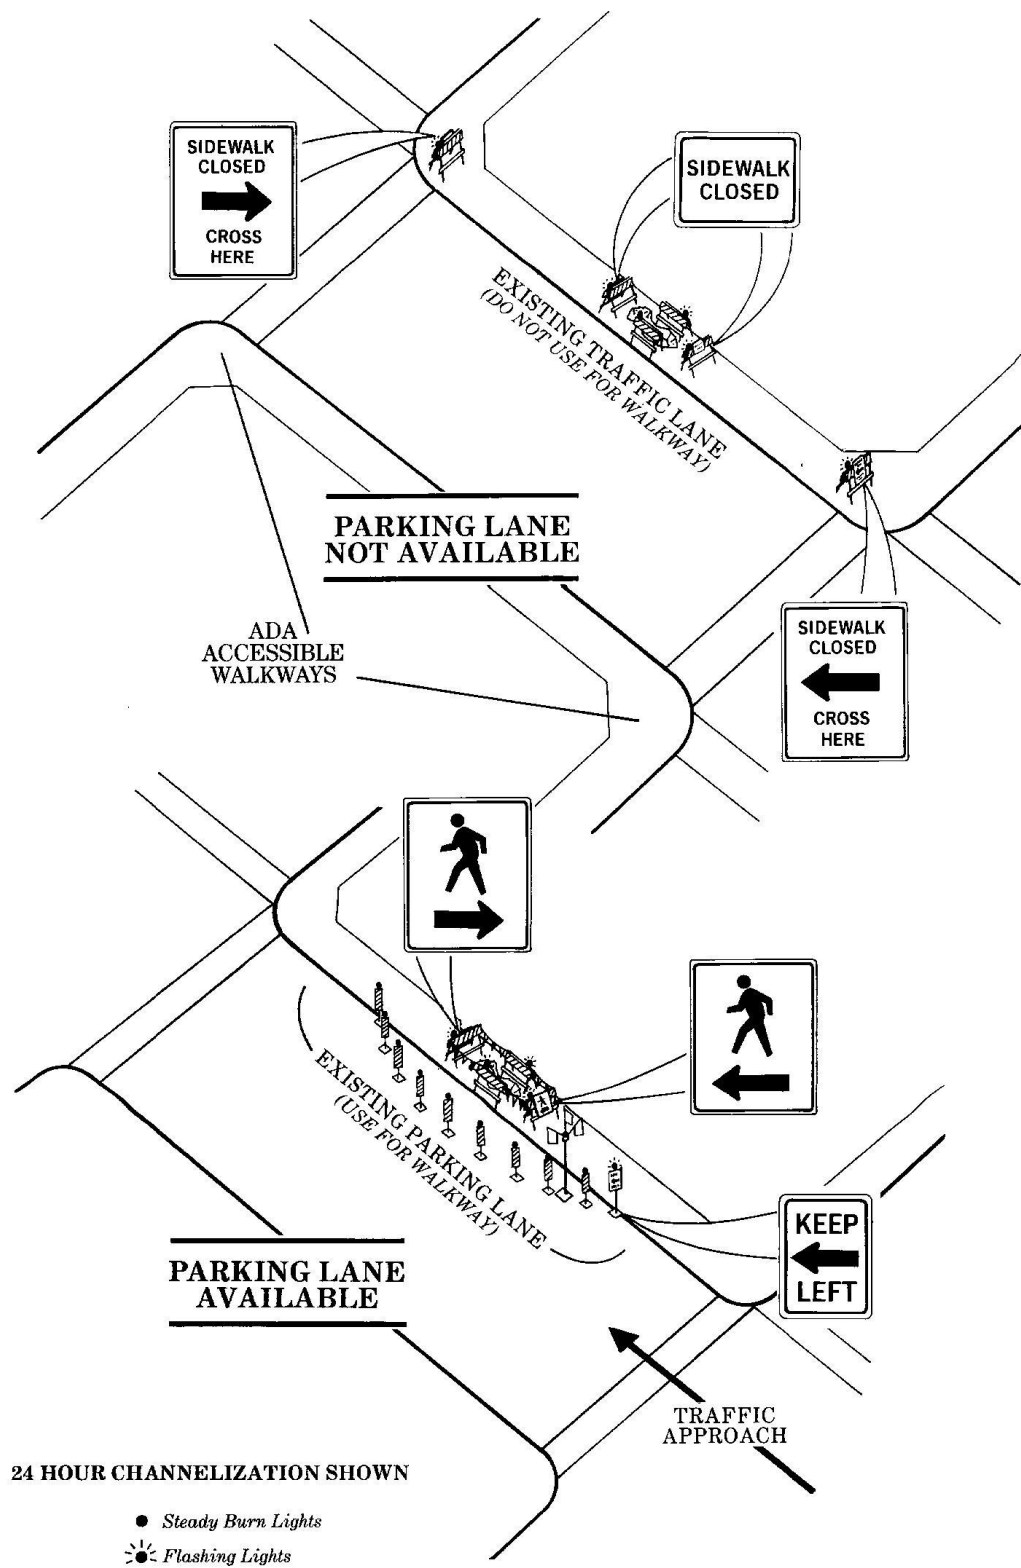 SIDEWALK
CLOSED
CROSS
HERE
SIDEWALK
CLOSED
EXISTING TRAFFIC LANE
(DO NOT USE FOR WALKWAY)
PARKING LANE
NOT AVAILABLE
ADA
ACCESSIBLE
WALKWAYS
SIDEWALK
CLOSED
CROSS
HERE
EXISTING PARKING LANE
(USE FOR WALKWAY)
KEEP
LEFT
PARKING LANE
AVAILABLE
TRAFFIC
APPROACH
24 HOUR CHANNELIZATION SHOWN
Steady Burn Lights
Flashing Lights